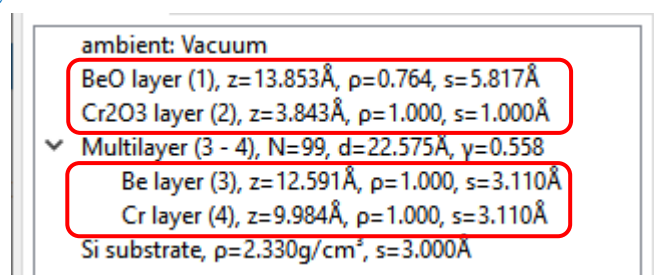 ambient: Vacuum
BeO layer (1), z=13.853Å, ρ=0.764, s=5.817Å
Cr2O3 layer (2), z=3.843Å, ρ=1.000, s=1.000Å
Multilayer (3 - 4), N=99, d=22.575Å, γ=0.558
Be layer (3), z=12.591Å, ρ=1.000, s=3.110Å
Cr layer (4), z=9.984Å, ρ=1.000, s=3.110Å
Si substrate, ρ=2.330g/cm³, s=3.000Å